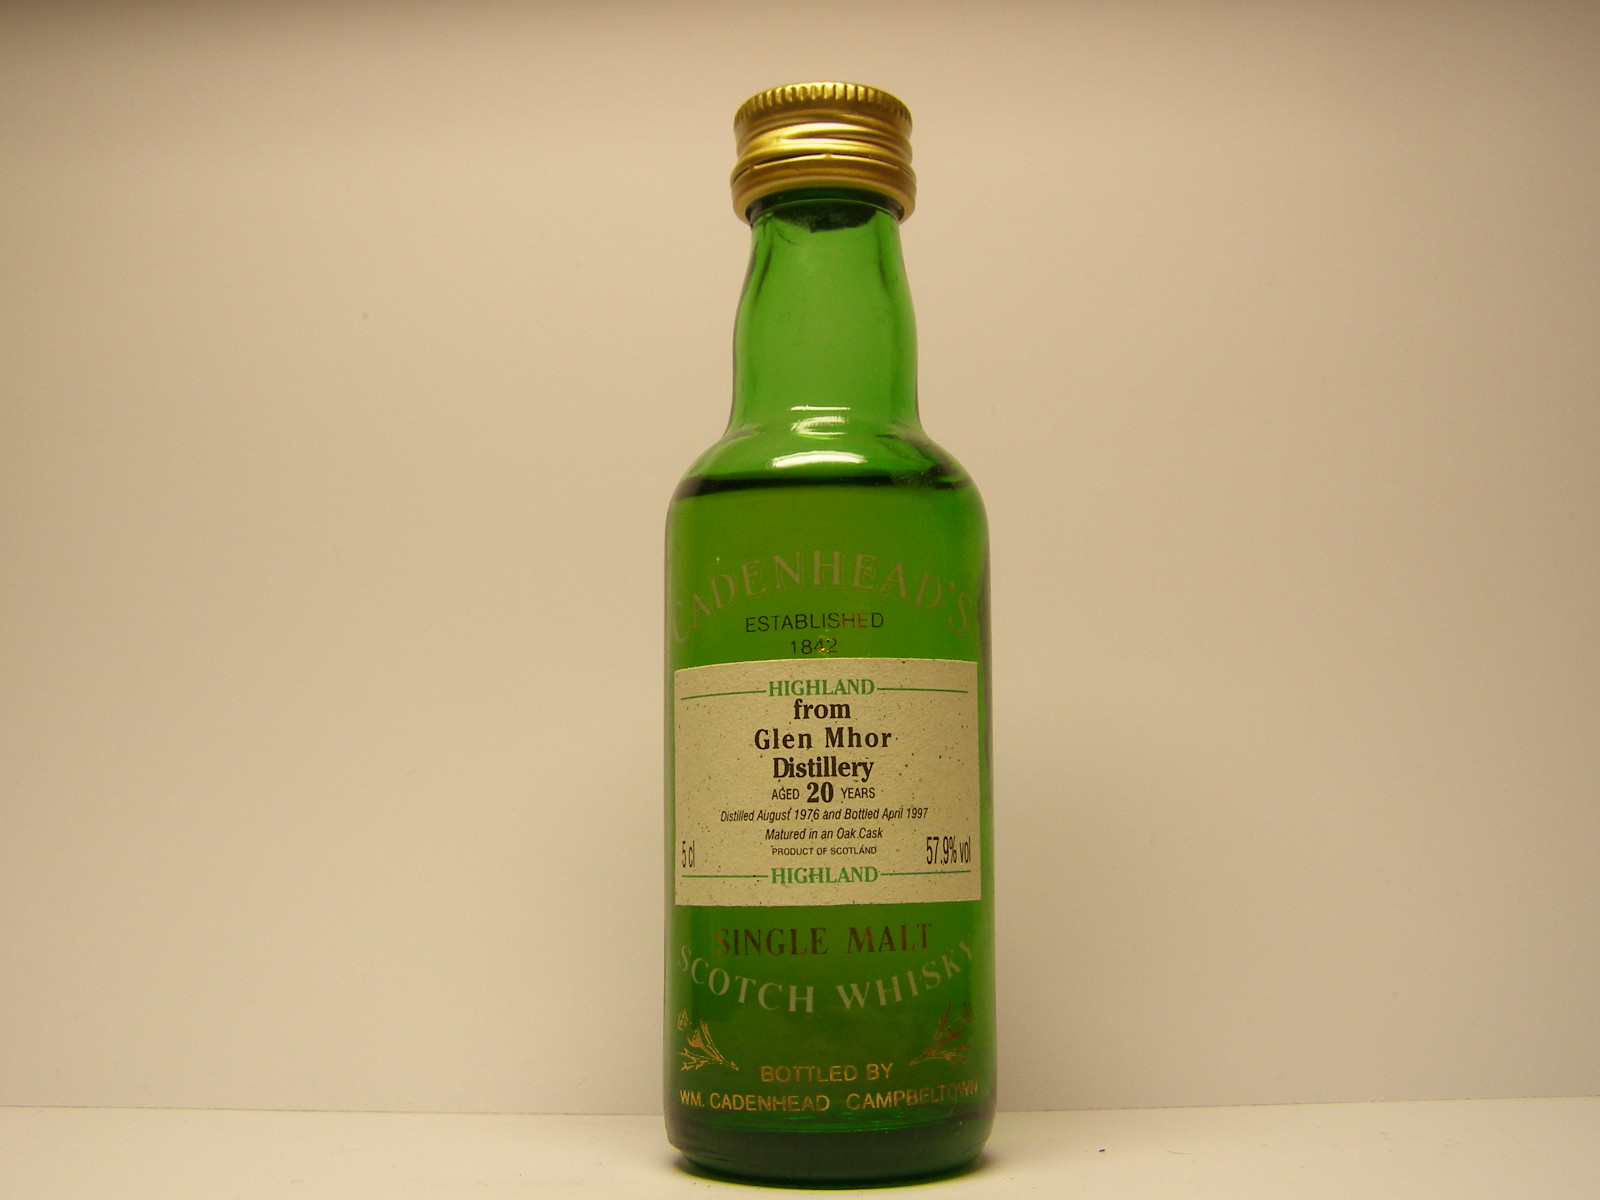 CADENHEAD'S
ESTABLISHED
1842
HIGHLAND
from
Glen Mhor
Distillery
AGED 20 YEARS
Distilled August 1976 and Bottled April 1997
Matured in an Oak Cask
5 cl PRODUCT OF SCOTLAND 57.9% vol
HIGHLAND
SINGLE MALT
SCOTCH WHISKY
BOTTLED BY
WM. CADENHEAD CAMPBELTOWN